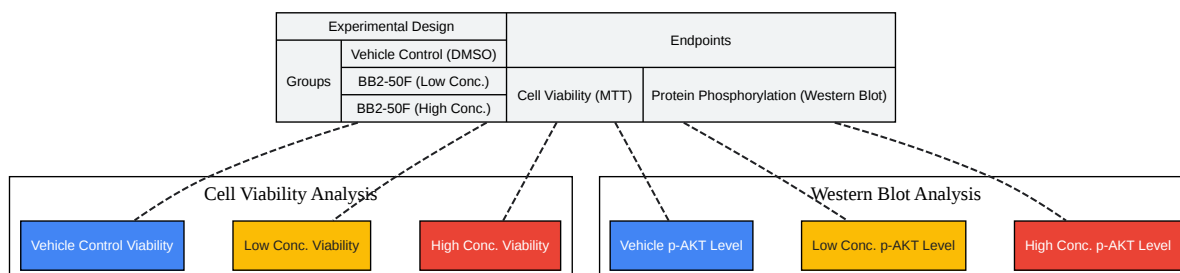 Experimental Design
Endpoints
Groups
Vehicle Control (DMSO)
BB2-50F (Low Conc.)
BB2-50F (High Conc.)
Cell Viability (MTT)
Protein Phosphorylation (Western Blot)
Cell Viability Analysis
Vehicle Control Viability
Low Conc. Viability
High Conc. Viability
Western Blot Analysis
Vehicle p-AKT Level
Low Conc. p-AKT Level
High Conc. p-AKT Level